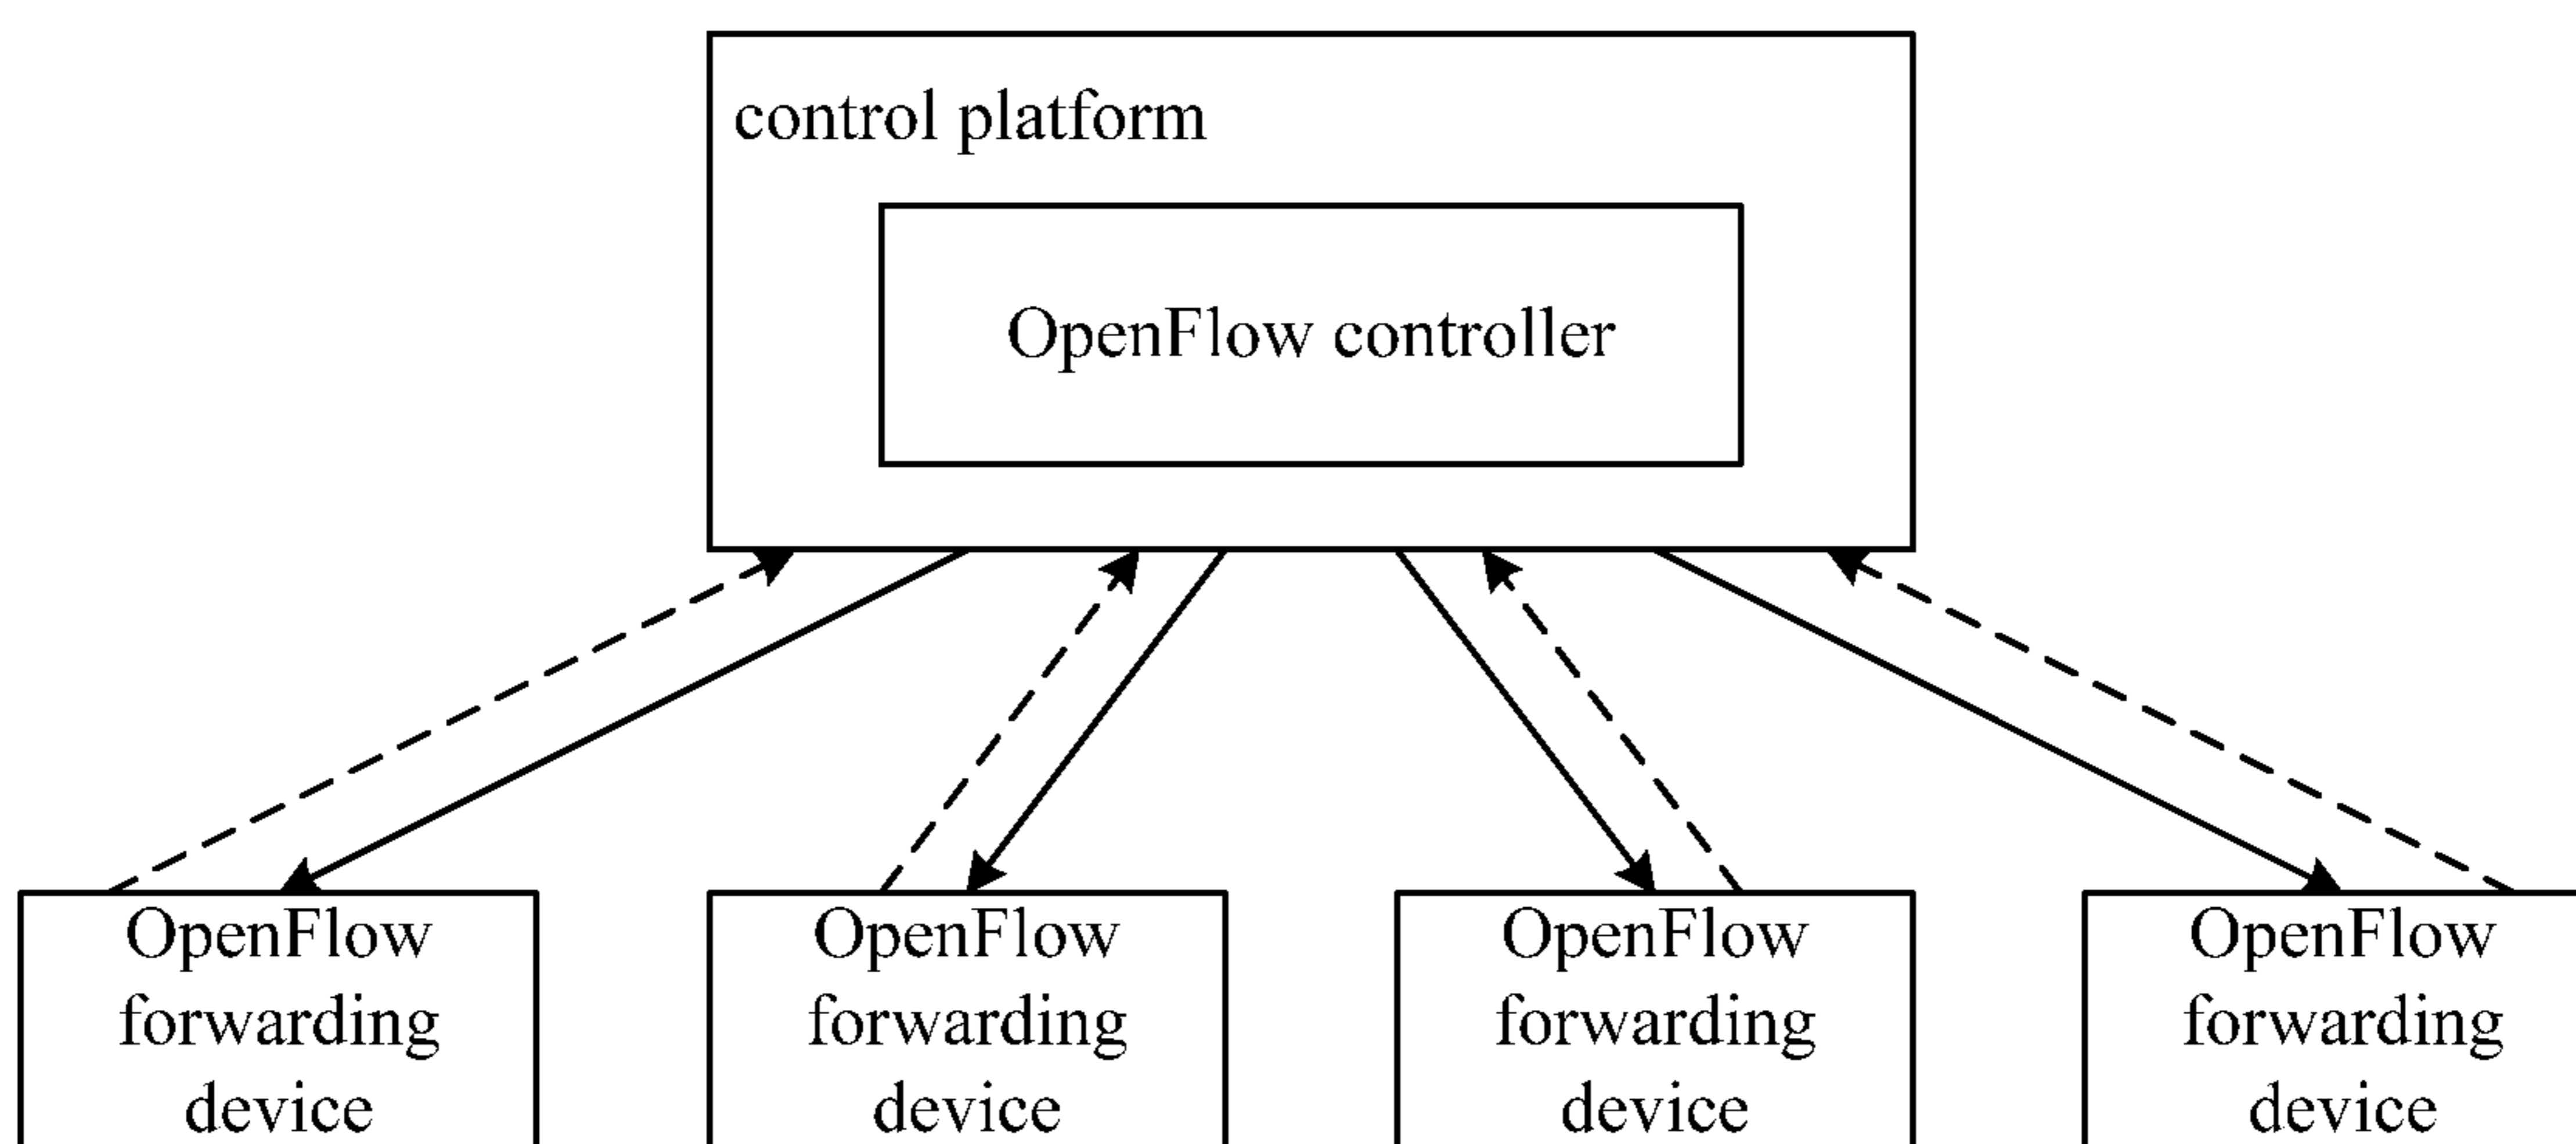 control platform
OpenFlow controller
OpenFlow
forwarding
device
OpenFlow
forwarding
device
OpenFlow
forwarding
device
OpenFlow
forwarding
device